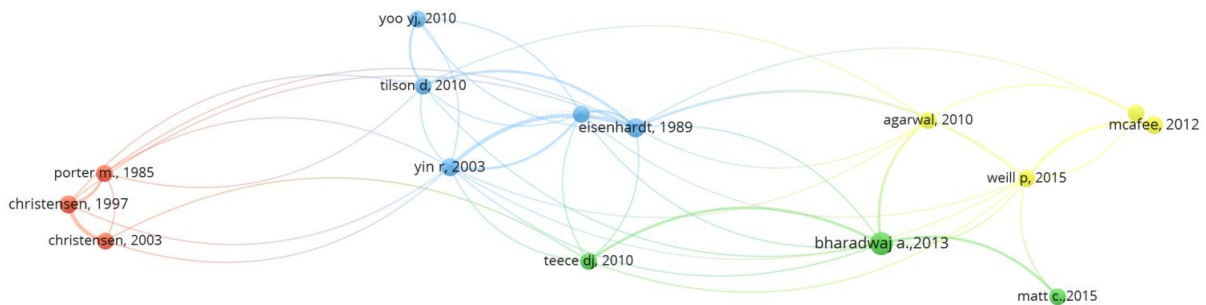 yoo yj, 2010
tilson d, 2010
eisenhardt, 1989
agarwal, 2010
mcafee, 2012
yin r, 2003
porter m., 1985
weill p, 2015
christensen, 1997
christensen, 2003
bharadwaj a.,2013
teece dj, 2010
matt c.,2015